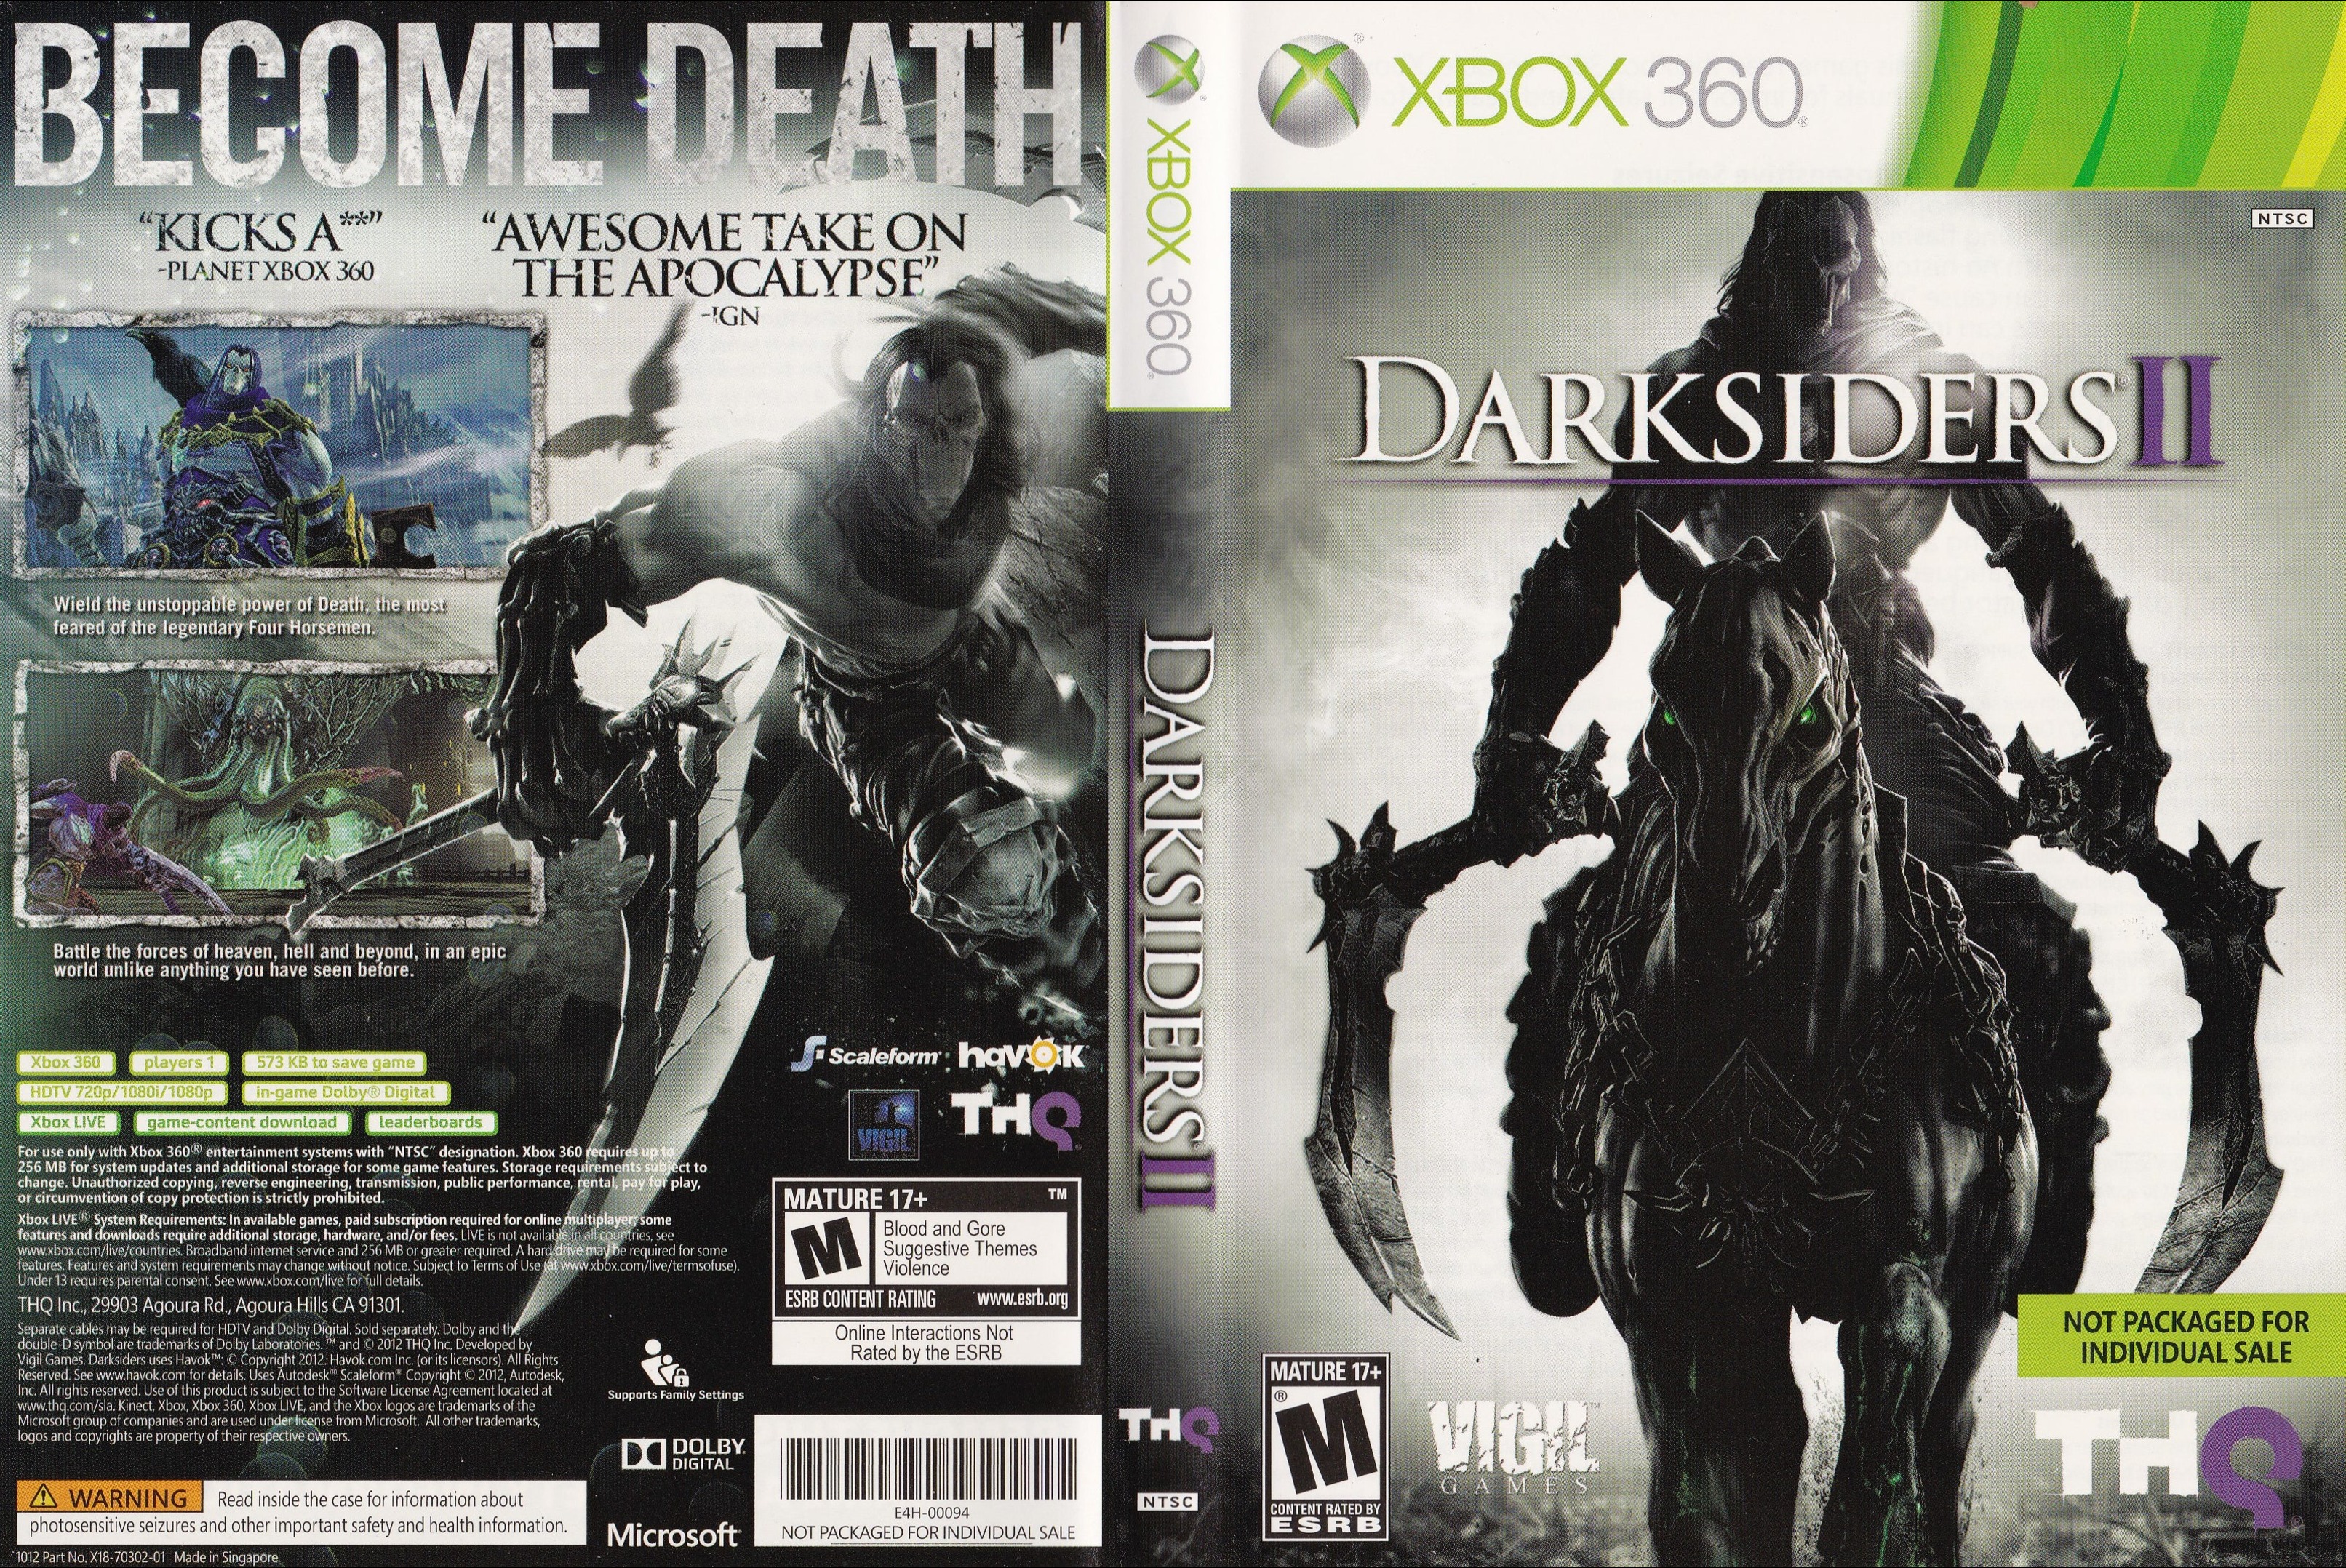 BECOME DEATH
“KICKS A**”
-PLANET XBOX 360
“AWESOME TAKE ON
THE APOCALYPSE”
-IGN
Wield the unstoppable power of Death, the most
feared of the legendary Four Horsemen.
Battle the forces of heaven, hell and beyond, in an epic
world unlike anything you have seen before.
Xbox 360 players 1 573 KB to save game
HDTV 720p/1080i/1080p in-game Dolby® Digital
Xbox LIVE game-content download leaderboards
For use only with Xbox 360® entertainment systems with “NTSC” designation. Xbox 360 requires up to
256 MB for system updates and additional storage for some game features. Storage requirements subject to
change. Unauthorized copying, reverse engineering, transmission, public performance, rental, pay for play,
or circumvention of copy protection is strictly prohibited.
Xbox LIVE® System Requirements: In available games, paid subscription required for online multiplayer; some
features and downloads require additional storage, hardware, and/or fees. LIVE is not available in all countries, see
www.xbox.com/live/countries. Broadband internet service and 256 MB or greater required. A hard drive may be required for some
features. Features and system requirements may change without notice. Subject to Terms of Use (at www.xbox.com/live/termsofuse).
Under 13 requires parental consent. See www.xbox.com/live for full details.
THQ Inc., 29903 Agoura Rd., Agoura Hills CA 91301.
Separate cables may be required for HDTV and Dolby Digital. Sold separately. Dolby and the
double-D symbol are trademarks of Dolby Laboratories. ™ and © 2012 THQ Inc. Developed by
Vigil Games. Darksiders uses Havok™: © Copyright 2012. Havok.com Inc. (or its licensors). All Rights
Reserved. See www.havok.com for details. Uses Autodesk® Scaleform® Copyright © 2012, Autodesk,
Inc. All rights reserved. Use of this product is subject to the Software License Agreement located at
www.thq.com/sla. Kinect, Xbox, Xbox 360, Xbox LIVE, and the Xbox logos are trademarks of the
Microsoft group of companies and are used under license from Microsoft. All other trademarks,
logos and copyrights are property of their respective owners.
WARNING Read inside the case for information about
photosensitive seizures and other important safety and health information.
1012 Part No. X18-70302-01 Made in Singapore
Scaleform® havok
VIGIL
GAMES
THQ®
MATURE 17+ ™
M
Blood and Gore
Suggestive Themes
Violence
ESRB CONTENT RATING www.esrb.org
Online Interactions Not
Rated by the ESRB
Supports Family Settings
DOLBY
DIGITAL
Microsoft®
E4H-00094
NOT PACKAGED FOR INDIVIDUAL SALE
XBOX 360®
DARKSIDERS II
THQ
NTSC
XBOX 360®
NTSC
DARKSIDERS® II
NOT PACKAGED FOR
INDIVIDUAL SALE
MATURE 17+
® M
CONTENT RATED BY
ESRB
VIGIL™
GAMES
THQ®